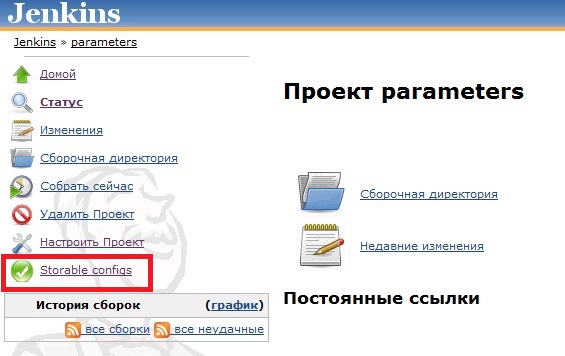 Jenkins
Jenkins » parameters
Домой
Статус
Изменения
Сборочная директория
Собрать сейчас
Удалить Проект
Настроить Проект
Storable configs
История сборок (график)
все сборки все неудачные
Проект parameters
Сборочная директория
Недавние изменения
Постоянные ссылки